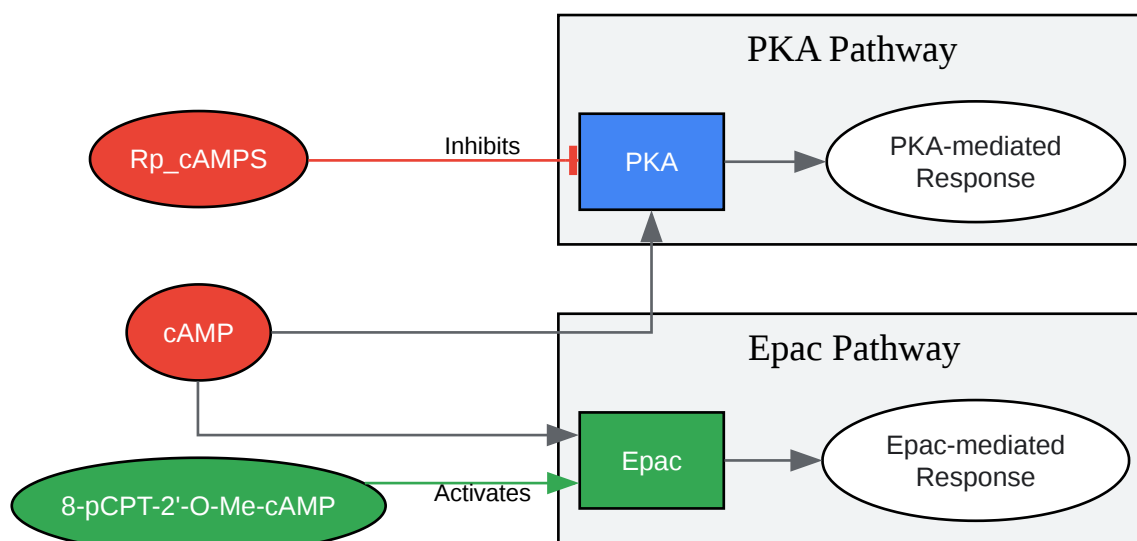 PKA Pathway
Rp_cAMPS
Inhibits
PKA
PKA-mediated
Response
cAMP
Epac Pathway
Epac
Epac-mediated
Response
8-pCPT-2'-O-Me-cAMP
Activates